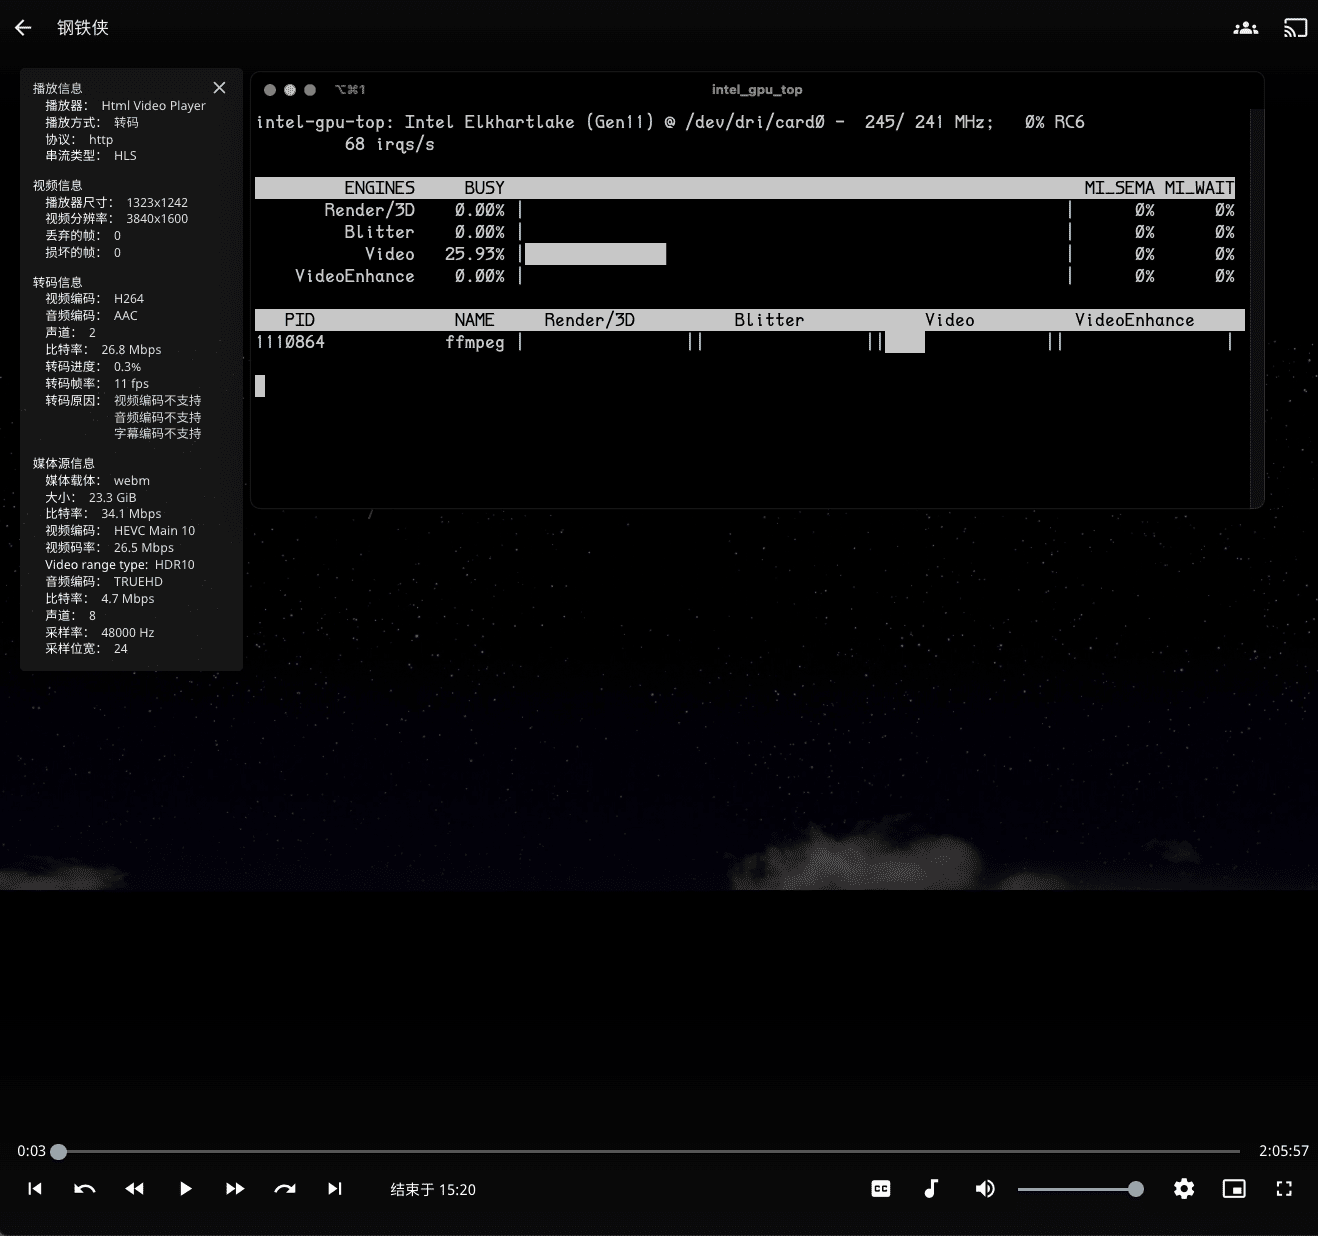 钢铁侠
播放信息
播放器： Html Video Player
播放方式： 转码
协议： http
串流类型： HLS
视频信息
播放器尺寸： 1323x1242
视频分辨率： 3840x1600
丢弃的帧： 0
损坏的帧： 0
转码信息
视频编码： H264
音频编码： AAC
声道： 2
比特率： 26.8 Mbps
转码进度： 0.3%
转码帧率： 11 fps
转码原因： 视频编码不支持
音频编码不支持
字幕编码不支持
媒体源信息
媒体载体： webm
大小： 23.3 GiB
比特率： 34.1 Mbps
视频编码： HEVC Main 10
视频码率： 26.5 Mbps
Video range type: HDR10
音频编码： TRUEHD
比特率： 4.7 Mbps
声道： 8
采样率： 48000 Hz
采样位宽： 24
⌥⌘1 intel_gpu_top
intel-gpu-top: Intel Elkhartlake (Gen11) @ /dev/dri/card0 - 245/ 241 MHz; 0% RC6
68 irqs/s
ENGINES BUSY MI_SEMA MI_WAIT
Render/3D 0.00% | | 0% 0%
Blitter 0.00% | | 0% 0%
Video 25.93% | | 0% 0%
VideoEnhance 0.00% | | 0% 0%
PID NAME Render/3D Blitter Video VideoEnhance
1110864 ffmpeg | || || || |
0:03 2:05:57
结束于 15:20
CC